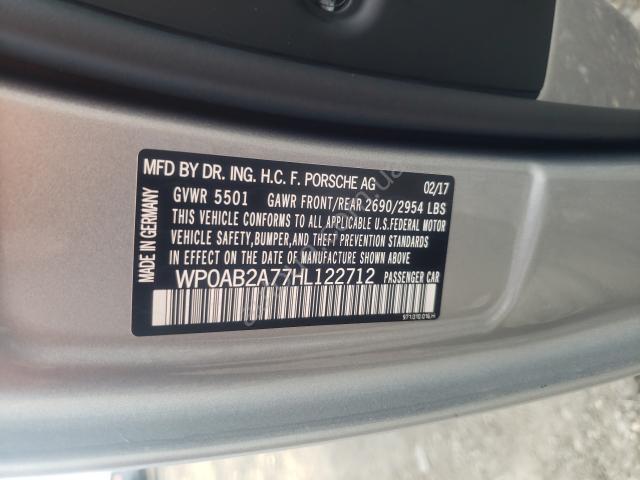 MFD BY DR. ING. H.C. F. PORSCHE AG 02/17
GVWR 5501 GAWR FRONT/REAR 2690/2954 LBS
THIS VEHICLE CONFORMS TO ALL APPLICABLE U.S. FEDERAL MOTOR
VEHICLE SAFETY,BUMPER,AND THEFT PREVENTION STANDARDS
IN EFFECT ON THE DATE OF MANUFACTURE SHOWN ABOVE.
WP0AB2A77HL122712 PASSENGER CAR
MADE IN GERMANY